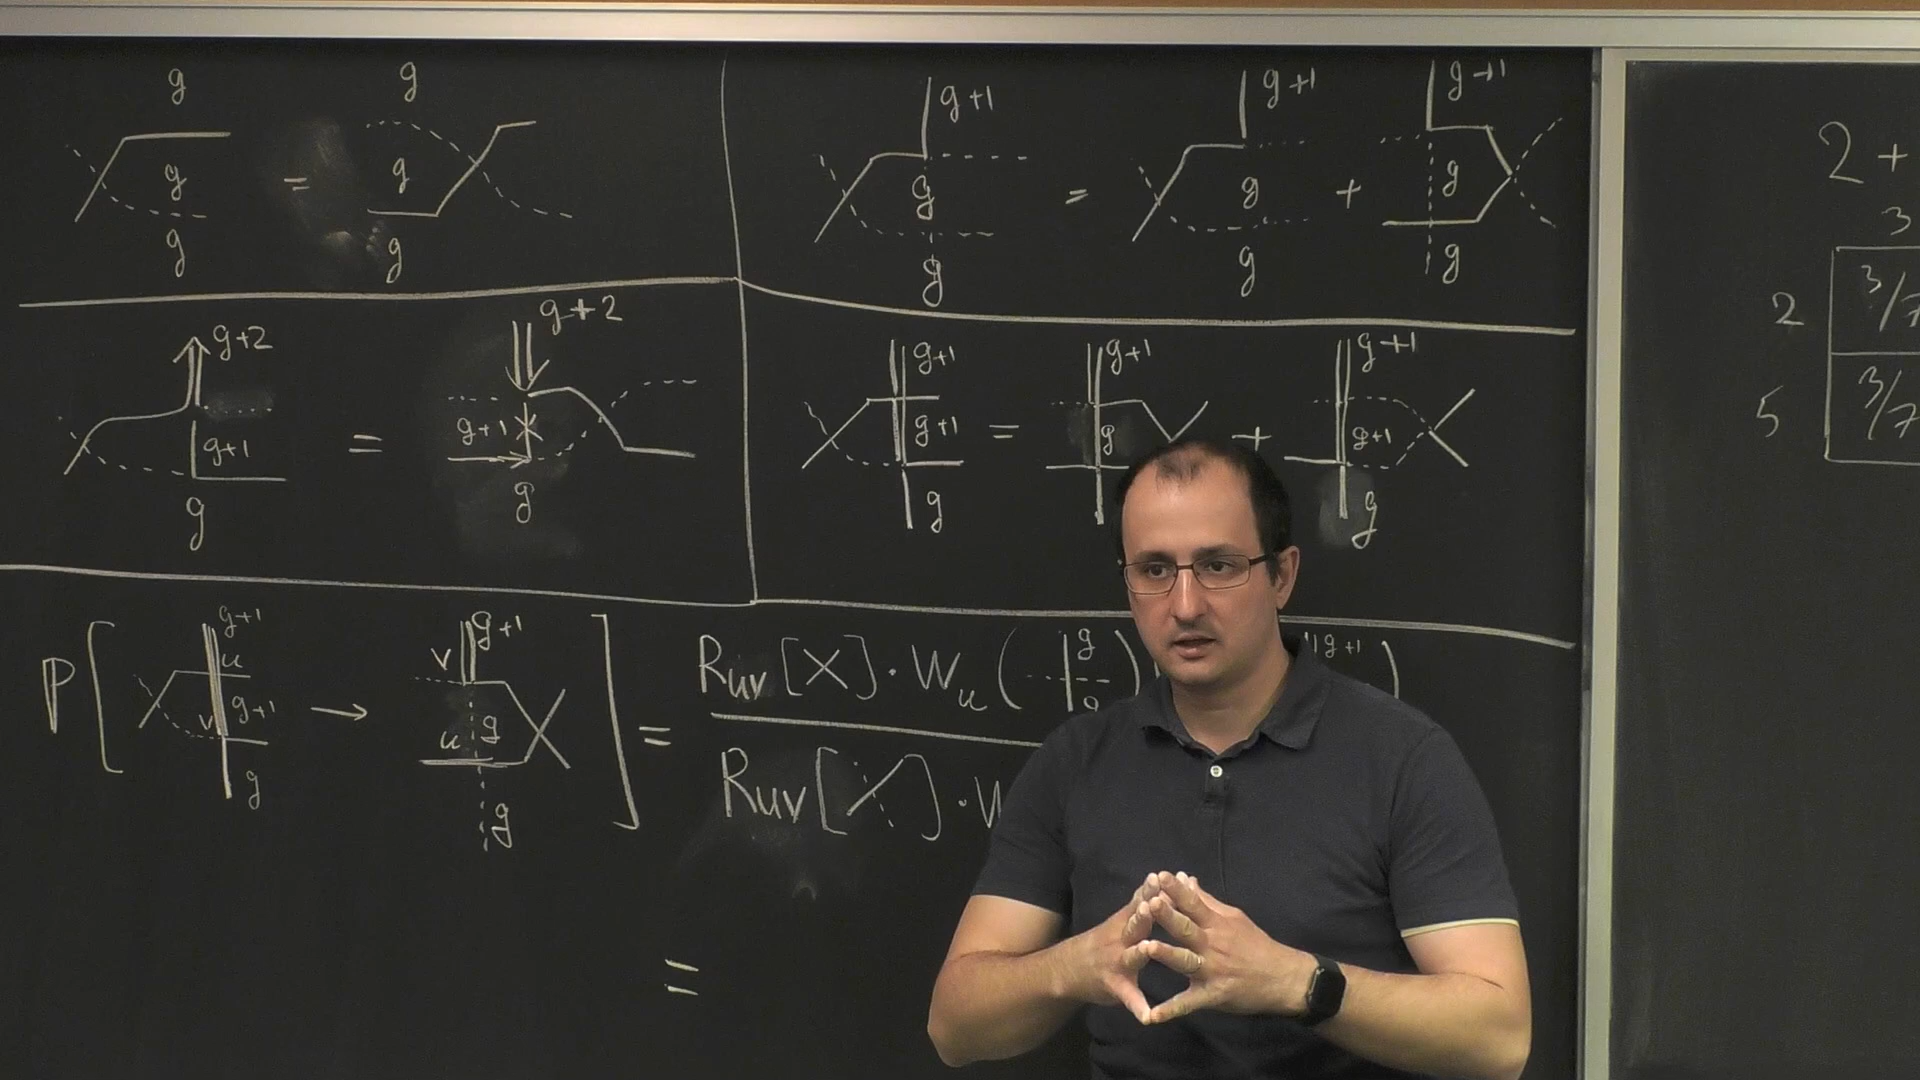 g g
g = g
g g
g+1 = g+1 + g+1
g g g
g g g
g+2 = g+2
g+1 g+1
g g
g+1 = g+1 + g+1
g+1 g g+1
g g
P[ g+1 u v g+1 g → g+1 v u g g ] = Ruv[X] · Wu( g
Ruv[ ] · W
g+1 )
=
2 +
3
2 3/7
5 3/7